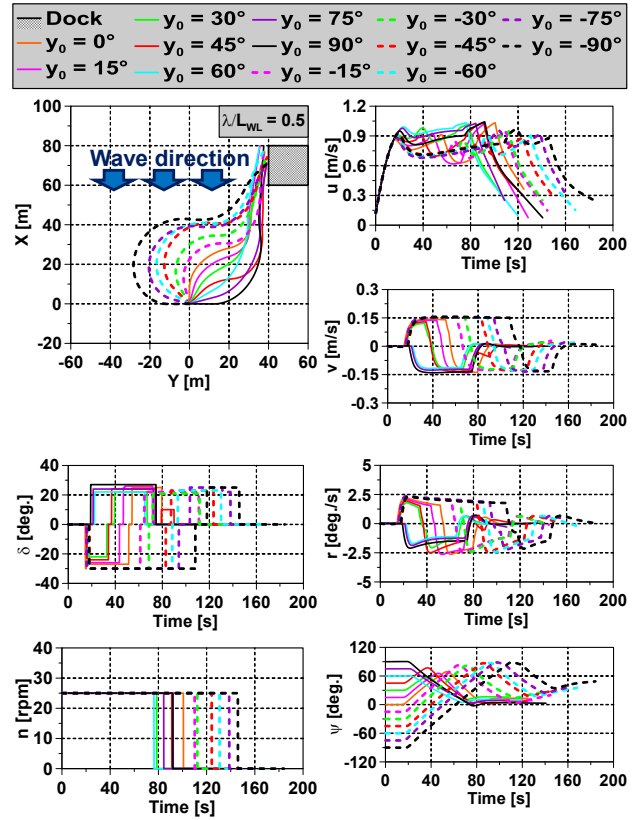 Dock y₀ = 30° y₀ = 75° y₀ = -30° y₀ = -75°
y₀ = 0° y₀ = 45° y₀ = 90° y₀ = -45° y₀ = -90°
y₀ = 15° y₀ = 60° y₀ = -15° y₀ = -60°
100
80
60
40
20
0
-20
X [m]
λ/L_WL = 0.5
Wave direction
-60 -40 -20 0 20 40 60
Y [m]
1.2
0.9
0.6
0.3
0
u [m/s]
0 40 80 120 160 200
Time [s]
0.3
0.15
0
-0.15
-0.3
v [m/s]
0 40 80 120 160 200
Time [s]
40
20
0
-20
-40
δ [deg.]
0 40 80 120 160 200
Time [s]
5
2.5
0
-2.5
-5
r [deg./s]
0 40 80 120 160 200
Time [s]
30
20
10
0
n [rpm]
0 40 80 120 160 200
Time [s]
120
60
0
-60
-120
ψ [deg.]
0 40 80 120 160 200
Time [s]